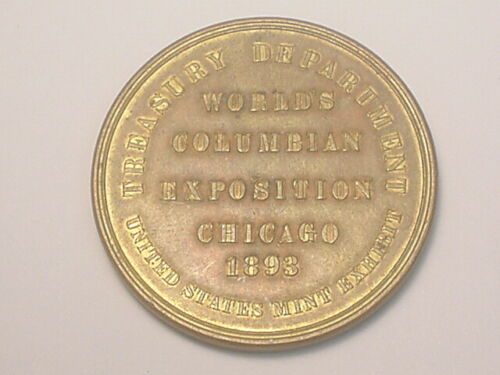 TREASURY DEPARTMENT
WORLD'S
COLUMBIAN
EXPOSITION
CHICAGO
1893
UNITED STATES MINT EXHIBIT